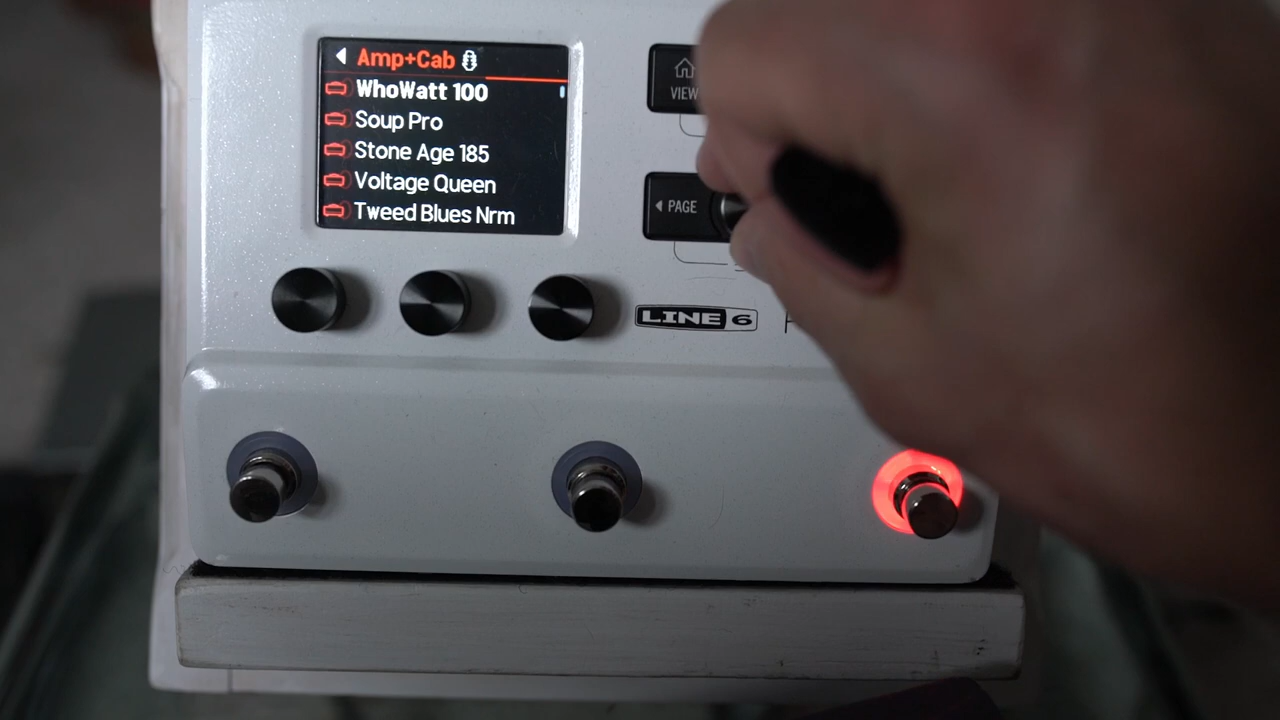 Amp+Cab
WhoWatt 100
Soup Pro
Stone Age 185
Voltage Queen
Tweed Blues Nrm
VIEW
PAGE
LINE 6